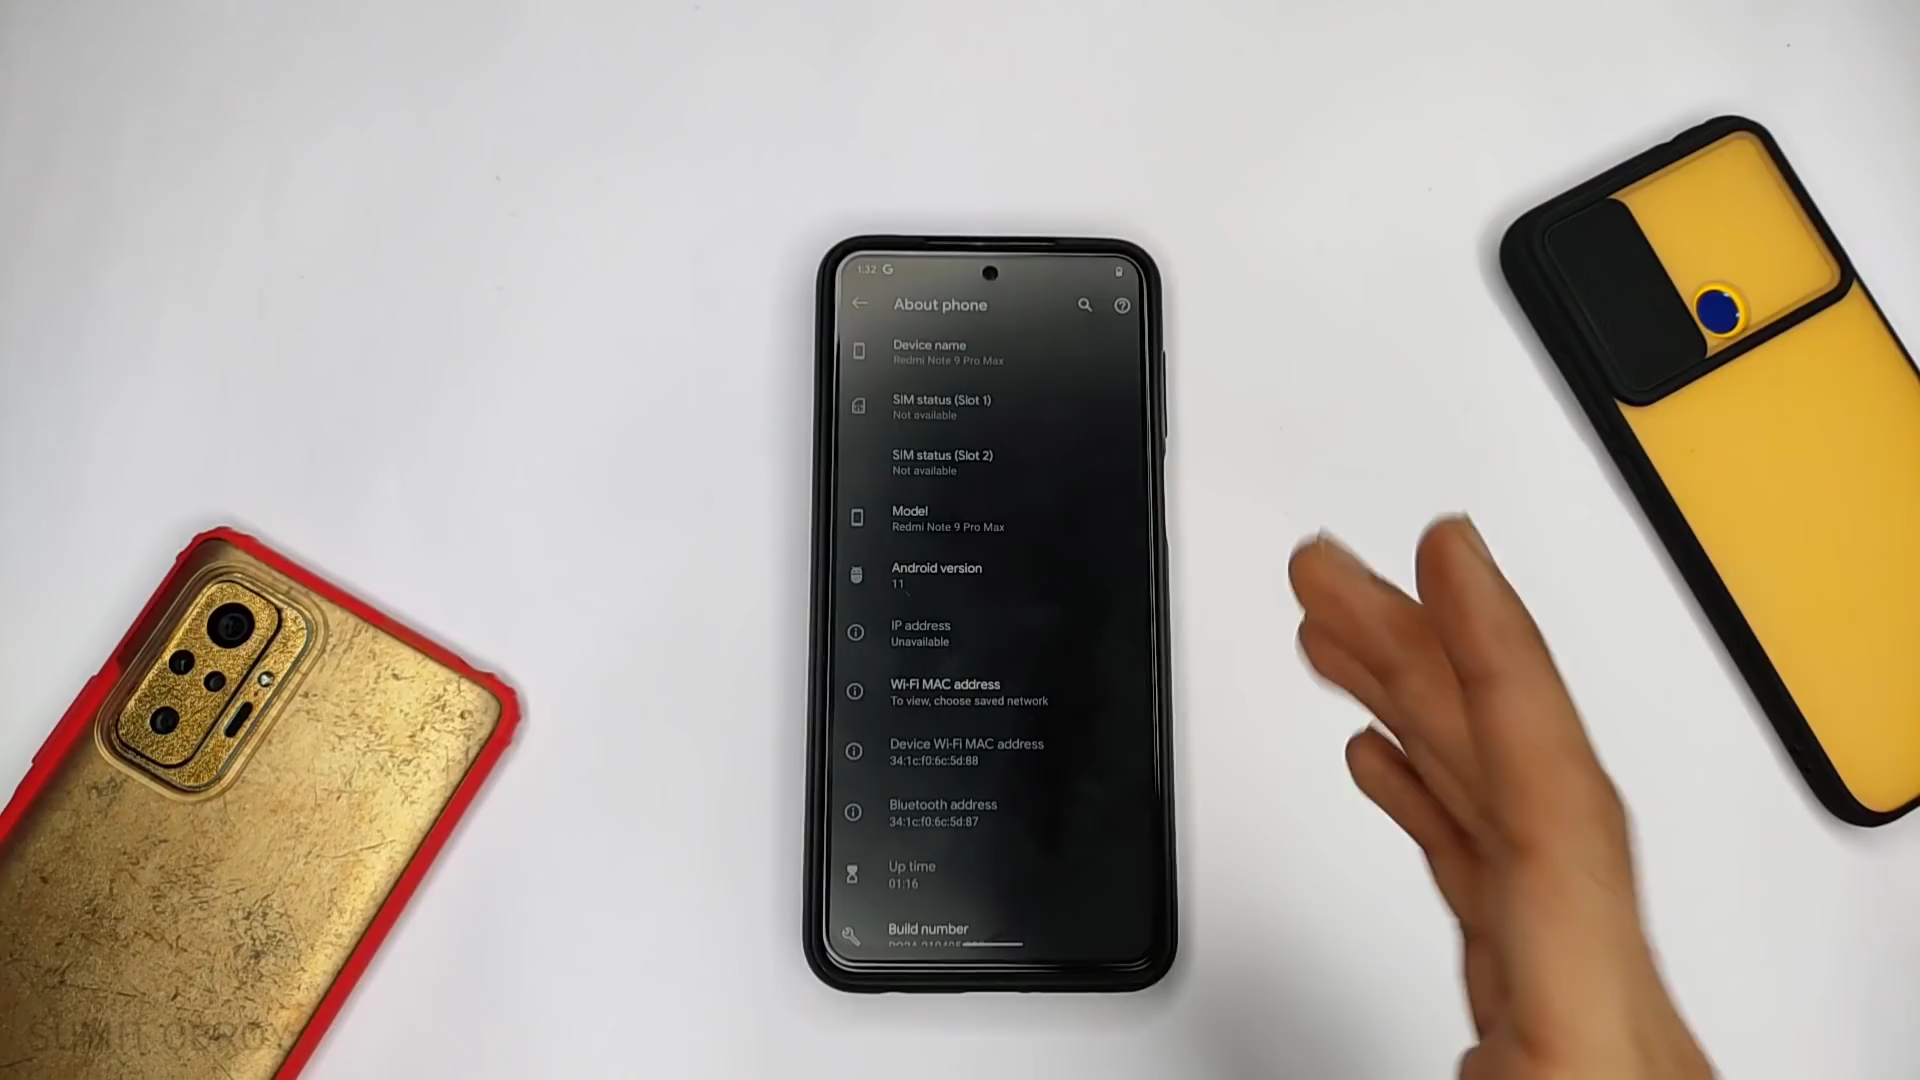 1:32 G
About phone
Device name
Redmi Note 9 Pro Max
SIM status (Slot 1)
Not available
SIM status (Slot 2)
Not available
Model
Redmi Note 9 Pro Max
Android version
11
IP address
Unavailable
Wi-Fi MAC address
To view, choose saved network
Device Wi-Fi MAC address
34:1c:f0:6c:5d:88
Bluetooth address
34:1c:f0:6c:5d:87
Up time
01:16
Build number
SUMIT